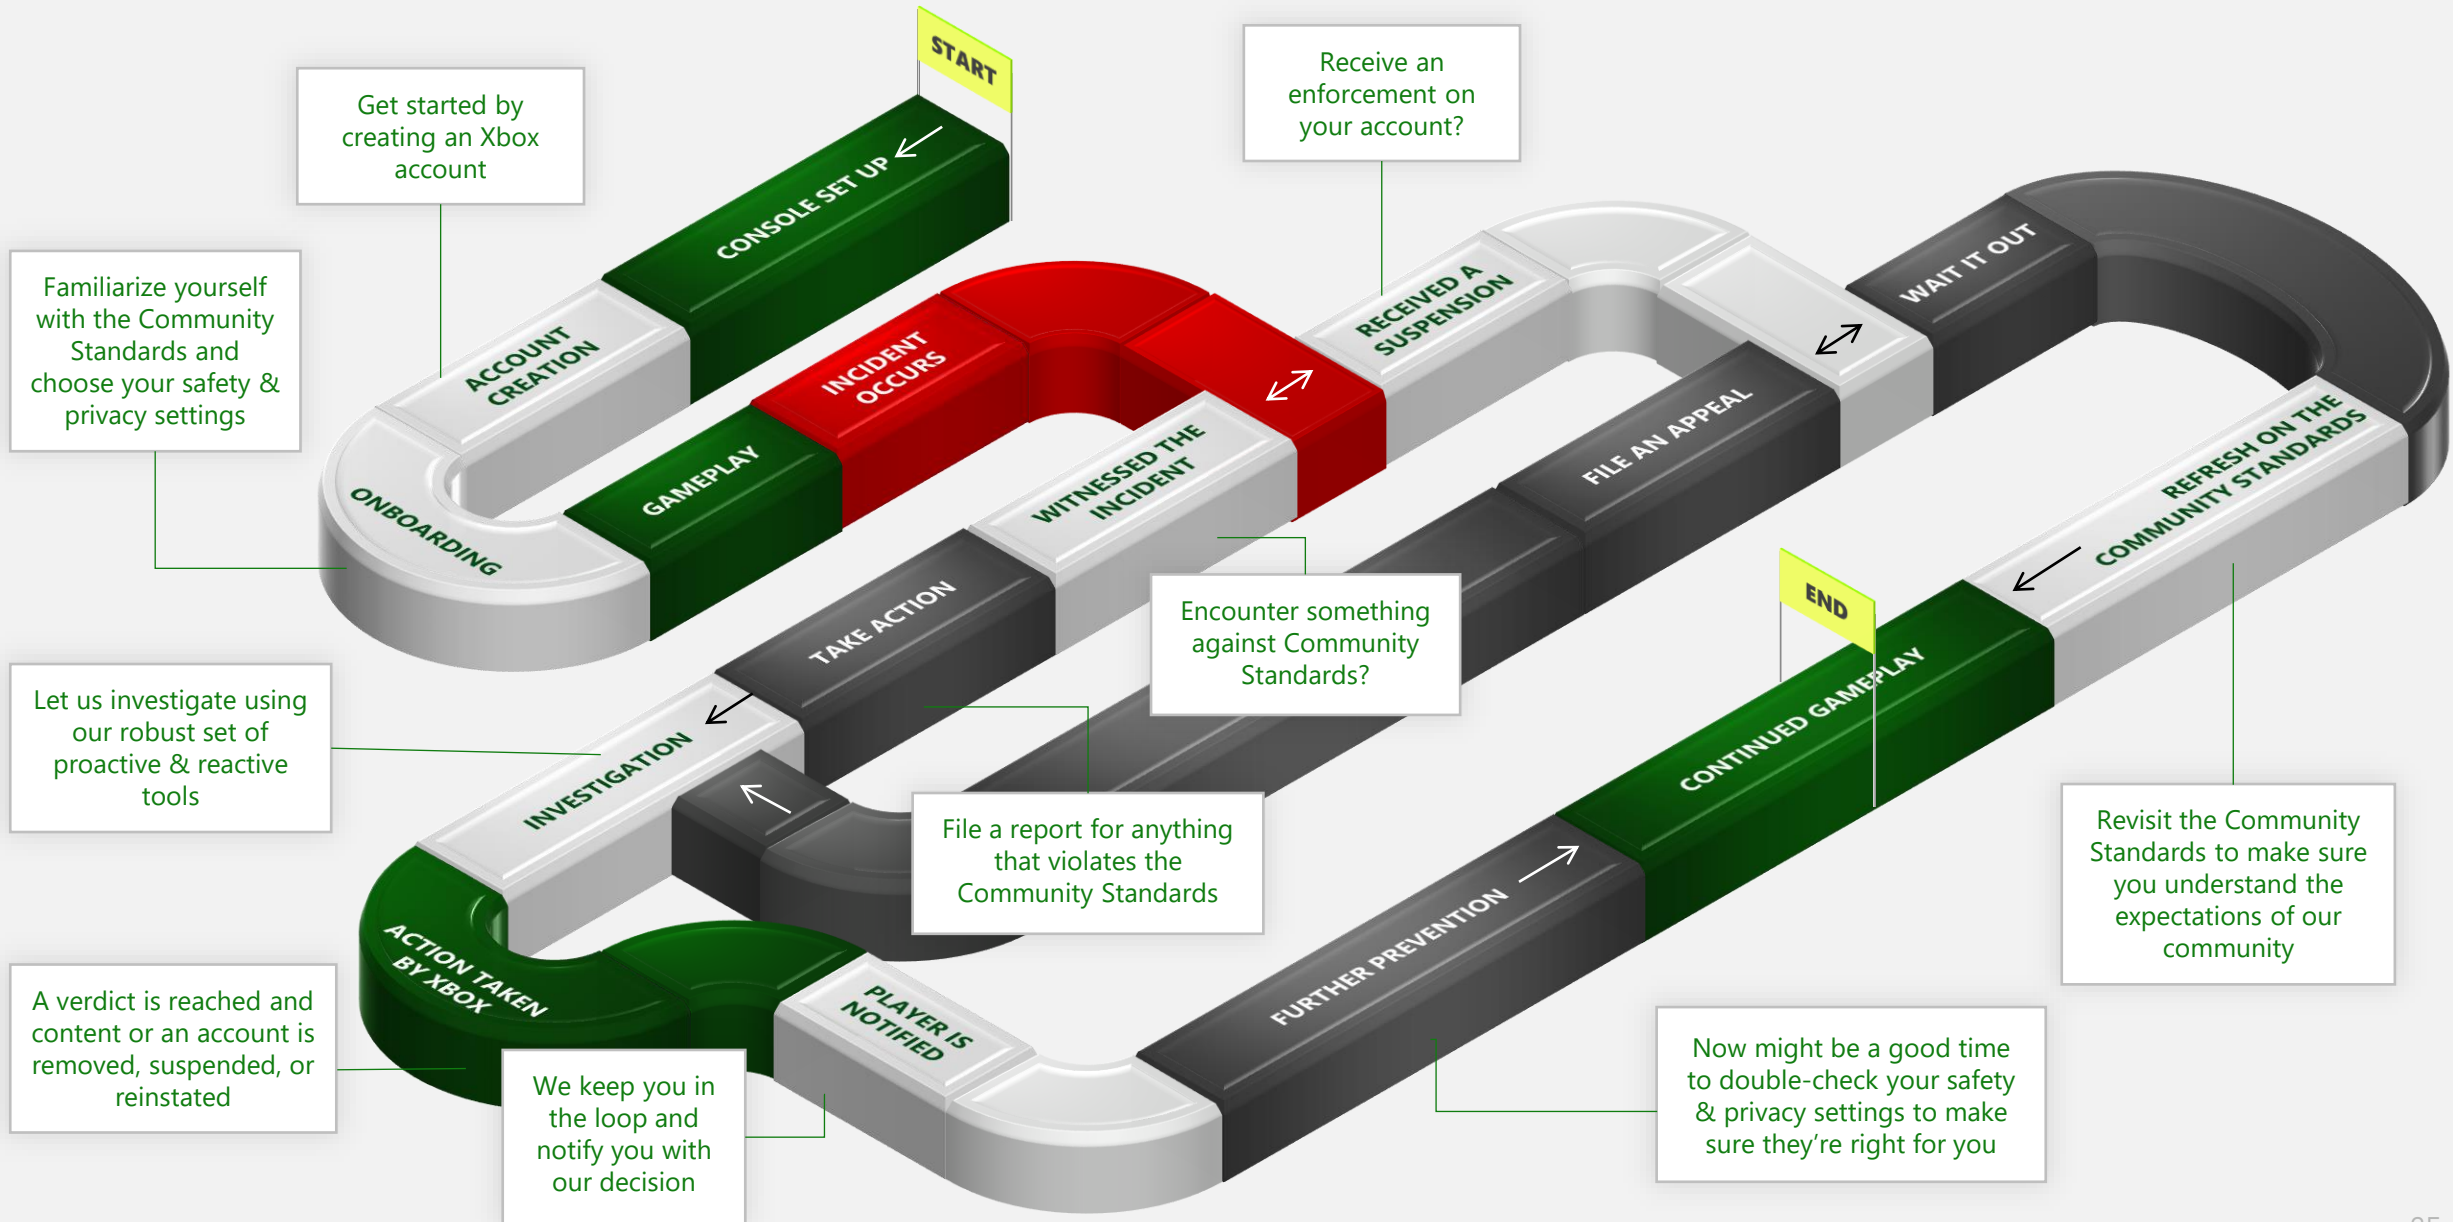 START
Get started by
creating an Xbox
account
CONSOLE SET UP
Receive an
enforcement on
your account?
Familiarize yourself
with the Community
Standards and
choose your safety &
privacy settings
ACCOUNT
CREATION
ONBOARDING
GAMEPLAY
INCIDENT
OCCURS
RECEIVED A
SUSPENSION
WAIT IT OUT
WITNESSED THE
INCIDENT
FILE AN APPEAL
REFRESH ON THE
COMMUNITY STANDARDS
TAKE ACTION
Encounter something
against Community
Standards?
END
Let us investigate using
our robust set of
proactive & reactive
tools
INVESTIGATION
CONTINUED GAMEPLAY
File a report for anything
that violates the
Community Standards
Revisit the Community
Standards to make sure
you understand the
expectations of our
community
ACTION TAKEN
BY XBOX
PLAYER IS
NOTIFIED
FURTHER PREVENTION
A verdict is reached and
content or an account is
removed, suspended, or
reinstated
We keep you in
the loop and
notify you with
our decision
Now might be a good time
to double-check your safety
& privacy settings to make
sure they're right for you